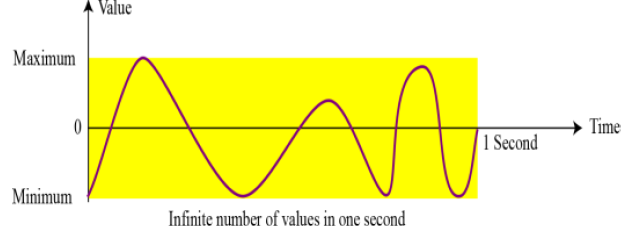 Value
Maximum
0
Time
1 Second
Minimum
Infinite number of values in one second